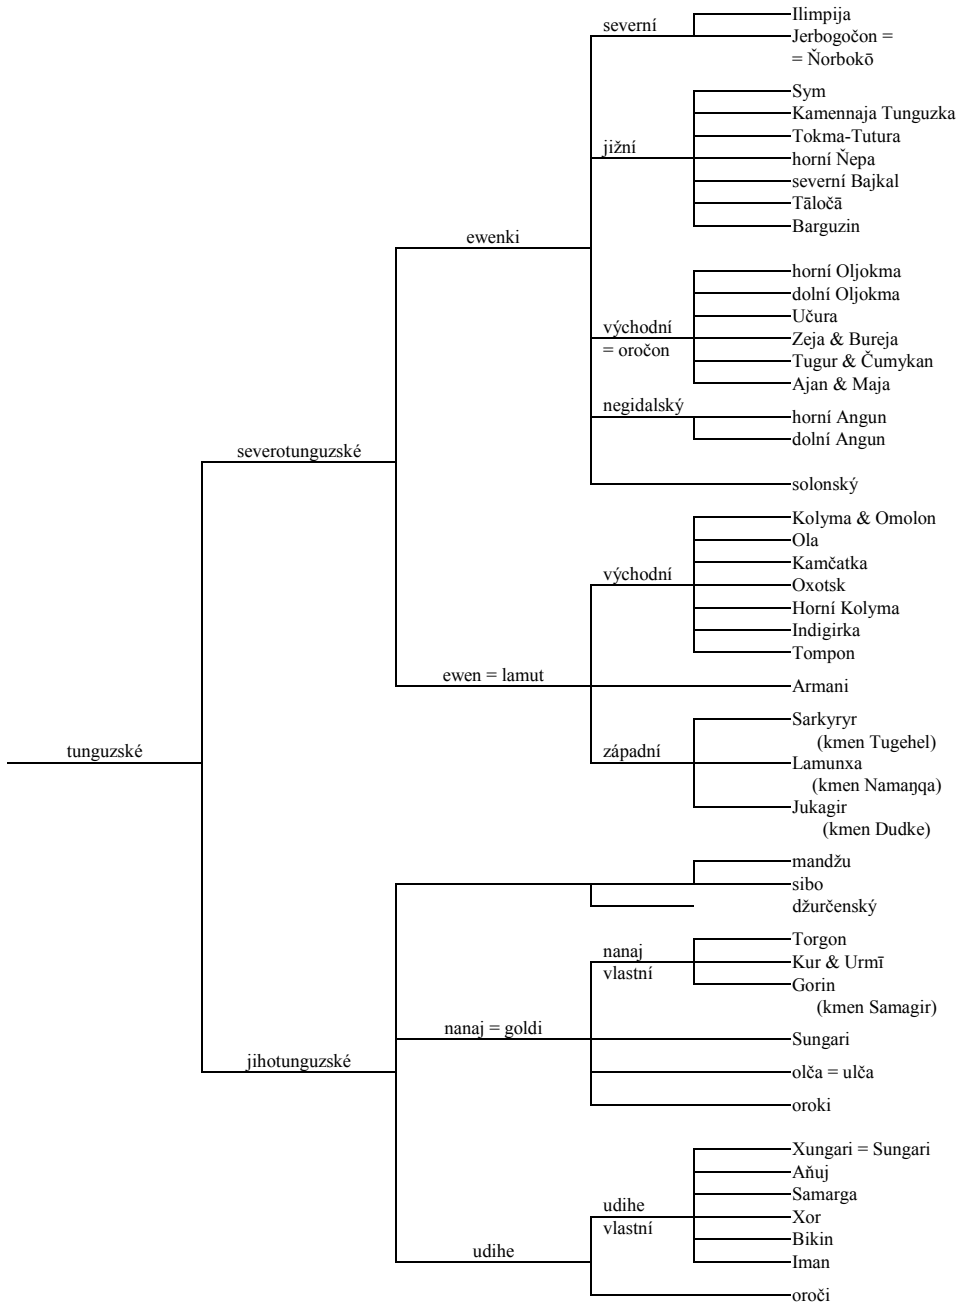 severní
Ilimpija
Jerbogočon =
= Ňorbokō
jižní
Sym
Kamennaja Tunguzka
Tokma-Tutura
horní Ňepa
severní Bajkal
Tāločā
Barguzin
ewenki
východní
= oročon
horní Oljokma
dolní Oljokma
Učura
Zeja & Bureja
Tugur & Čumykan
Ajan & Maja
negidalský
horní Angun
dolní Angun
severotunguzské
solonský
východní
Kolyma & Omolon
Ola
Kamčatka
Oxotsk
Horní Kolyma
Indigirka
Tompon
ewen = lamut
Armani
tunguzské
západní
Sarkyryr
(kmen Tugehel)
Lamunxa
(kmen Namaŋqa)
Jukagir
(kmen Dudke)
mandžu
sibo
džurčenský
nanaj
vlastní
Torgon
Kur & Urmī
Gorin
(kmen Samagir)
nanaj = goldi
Sungari
jihotunguzské
olča = ulča
oroki
udihe
vlastní
Xungari = Sungari
Aňuj
Samarga
Xor
Bikin
Iman
udihe
oroči